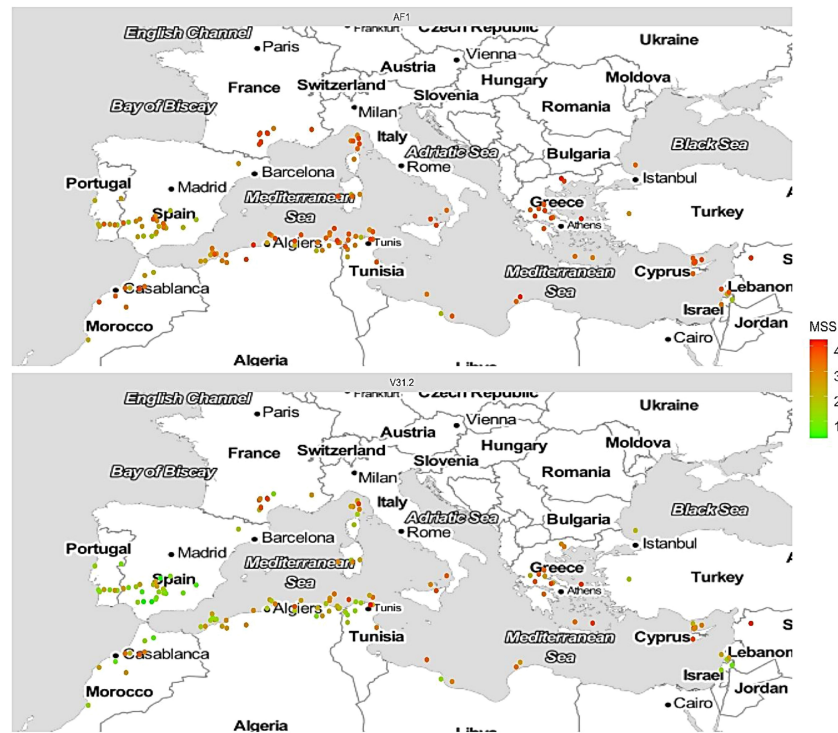 AF1
English Channel
Frankfurt
Czech Republic
Paris
Vienna
Ukraine
Austria
Moldova
France
Switzerland
Hungary
Slovenia
Bay of Biscay
Milan
Romania
Italy
Black Sea
Adriatic Sea
Bulgaria
Rome
Barcelona
Istanbul
Portugal
Madrid
Mediterranean
Sea
Greece
Spain
Turkey
Athens
Algiers
Tunis
Tunisia
Mediterranean
Sea
Cyprus
S
Casablanca
Lebanon
Israel
Jordan
Morocco
Cairo
Algeria
Libya
MSS
4
3
2
1
V31.2
English Channel
Frankfurt
Czech Republic
Paris
Vienna
Ukraine
Austria
Moldova
France
Switzerland
Hungary
Slovenia
Bay of Biscay
Milan
Romania
Italy
Black Sea
Adriatic Sea
Bulgaria
Rome
Barcelona
Istanbul
Portugal
Madrid
Mediterranean
Sea
Greece
Spain
Turkey
Athens
Algiers
Tunis
Tunisia
Mediterranean
Sea
Cyprus
S
Casablanca
Lebanon
Israel
Jordan
Morocco
Cairo
Algeria
Libya